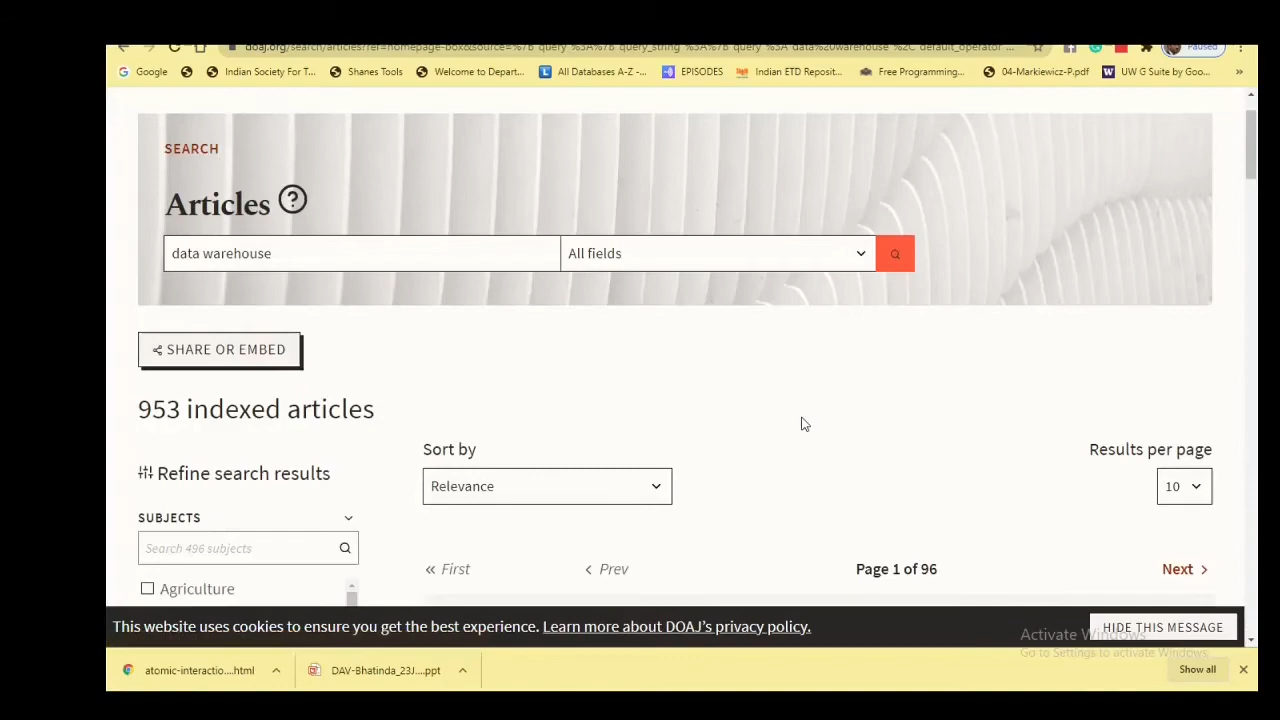 doaj.org/search/articles?ref=homepage-box&source=%7B"query"%3A%7B"query_string"%3A%7B"query"%3A"data%20warehouse"%2C"default_operator"...
Paused
Google
Indian Society For T...
Shanes Tools
Welcome to Depart...
All Databases A-Z -...
EPISODES
Indian ETD Reposit...
Free Programming...
04-Markiewicz-P.pdf
UW G Suite by Goo...
»
SEARCH
Articles ?
data warehouse
All fields
SHARE OR EMBED
953 indexed articles
Sort by
Results per page
Refine search results
Relevance
10
SUBJECTS
Search 496 subjects
« First
‹ Prev
Page 1 of 96
Next ›
Agriculture
This website uses cookies to ensure you get the best experience. Learn more about DOAJ's privacy policy.
HIDE THIS MESSAGE
Activate Windows
Go to Settings to activate Windows.
atomic-interactio....html
DAV-Bhatinda_23J....ppt
Show all